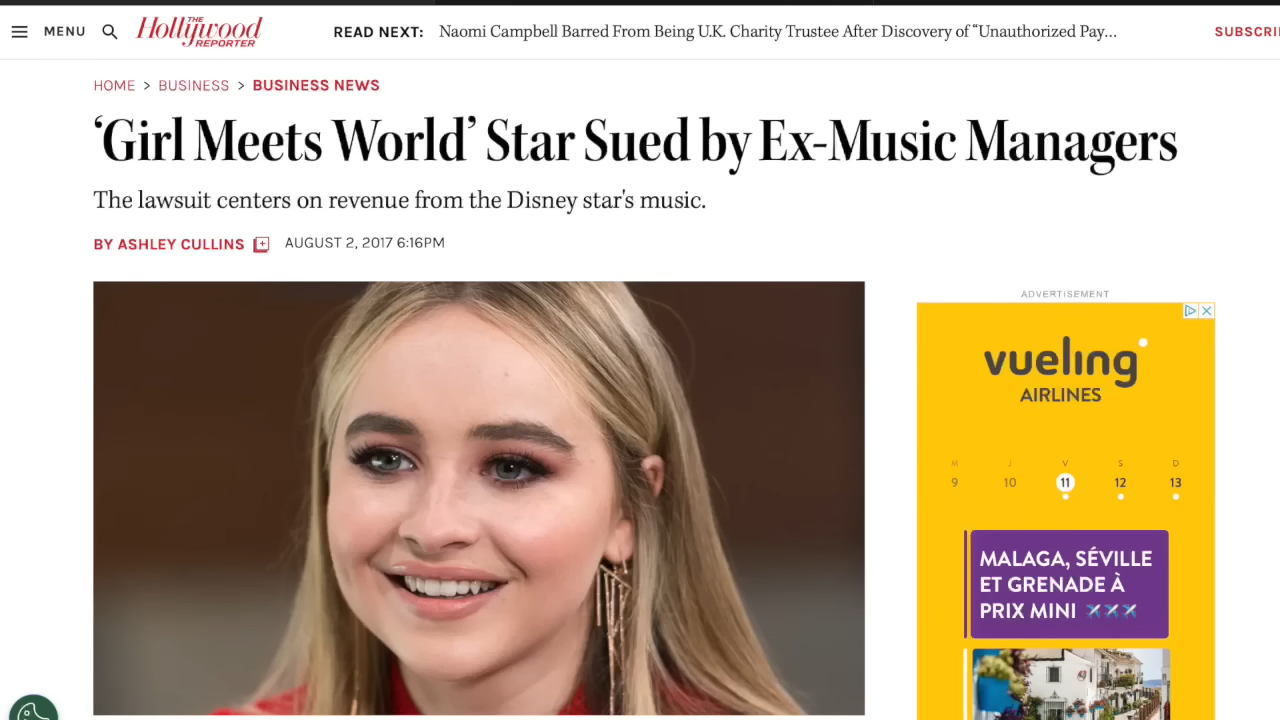 MENU
THE
Hollywood
REPORTER
READ NEXT: Naomi Campbell Barred From Being U.K. Charity Trustee After Discovery of “Unauthorized Pay...
SUBSCRI
HOME > BUSINESS > BUSINESS NEWS
‘Girl Meets World’ Star Sued by Ex-Music Managers
The lawsuit centers on revenue from the Disney star's music.
BY ASHLEY CULLINS AUGUST 2, 2017 6:16PM
ADVERTISEMENT
vueling
AIRLINES
M J V S D
9 10 11 12 13
MALAGA, SÉVILLE
ET GRENADE À
PRIX MINI